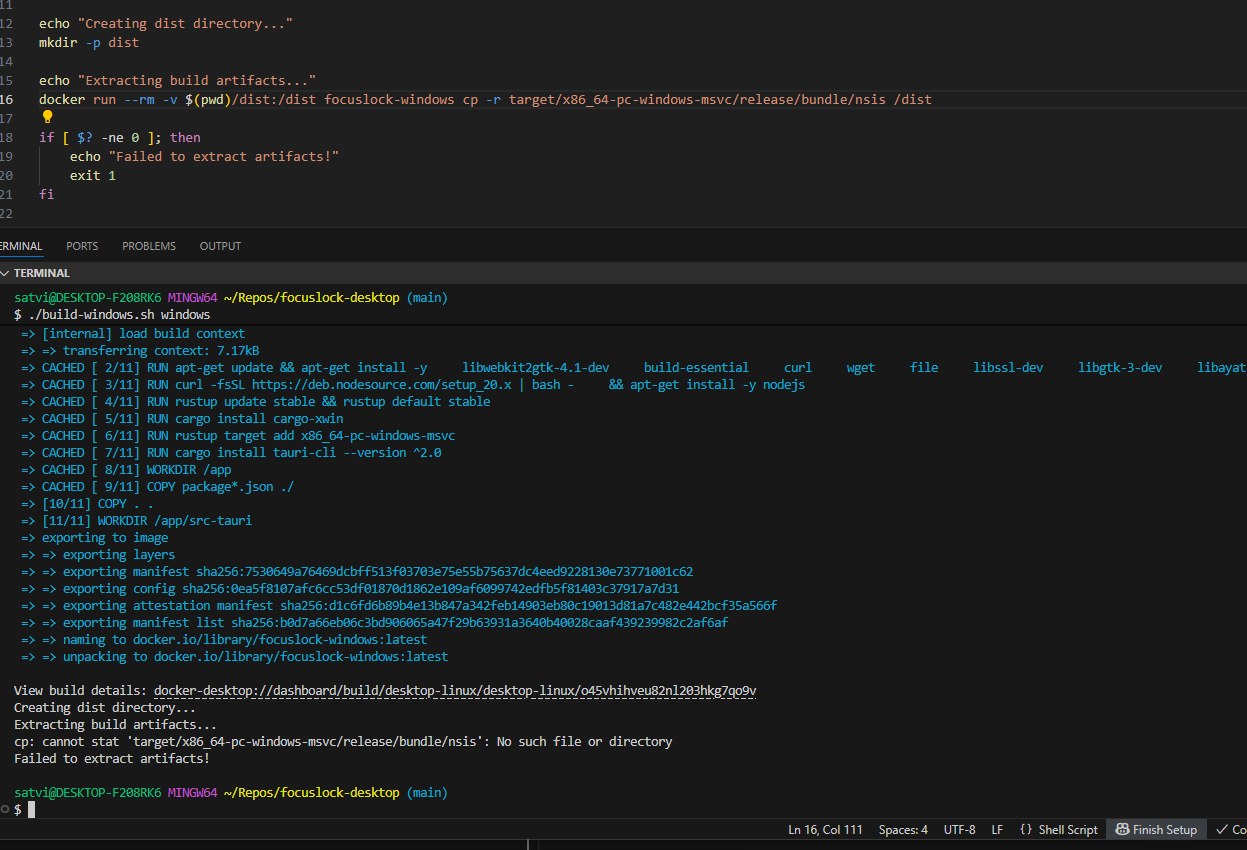 11
12 echo "Creating dist directory..."
13 mkdir -p dist
14
15 echo "Extracting build artifacts..."
16 docker run --rm -v $(pwd)/dist:/dist focuslock-windows cp -r target/x86_64-pc-windows-msvc/release/bundle/nsis /dist
17
18 if [ $? -ne 0 ]; then
19 echo "Failed to extract artifacts!"
20 exit 1
21 fi
22
ERMINAL PORTS PROBLEMS OUTPUT
TERMINAL
satvi@DESKTOP-F208RK6 MINGW64 ~/Repos/focuslock-desktop (main)
$ ./build-windows.sh windows
=> [internal] load build context
=> => transferring context: 7.17kB
=> CACHED [ 2/11] RUN apt-get update && apt-get install -y libwebkit2gtk-4.1-dev build-essential curl wget file libssl-dev libgtk-3-dev libayat
=> CACHED [ 3/11] RUN curl -fsSL https://deb.nodesource.com/setup_20.x | bash - && apt-get install -y nodejs
=> CACHED [ 4/11] RUN rustup update stable && rustup default stable
=> CACHED [ 5/11] RUN cargo install cargo-xwin
=> CACHED [ 6/11] RUN rustup target add x86_64-pc-windows-msvc
=> CACHED [ 7/11] RUN cargo install tauri-cli --version ^2.0
=> CACHED [ 8/11] WORKDIR /app
=> CACHED [ 9/11] COPY package*.json ./
=> [10/11] COPY . .
=> [11/11] WORKDIR /app/src-tauri
=> exporting to image
=> => exporting layers
=> => exporting manifest sha256:7530649a76469dcbff513f03703e75e55b75637dc4eed9228130e73771001c62
=> => exporting config sha256:0ea5f8107afc6cc53df01870d1862e109af6099742edfb5f81403c37917a7d31
=> => exporting attestation manifest sha256:d1c6fd6b89b4e13b847a342feb14903eb80c19013d81a7c482e442bcf35a566f
=> => exporting manifest list sha256:b0d7a66eb06c3bd906065a47f29b63931a3640b40028caaf439239982c2af6af
=> => naming to docker.io/library/focuslock-windows:latest
=> => unpacking to docker.io/library/focuslock-windows:latest
View build details: docker-desktop://dashboard/build/desktop-linux/desktop-linux/o45vhihveu82nl203hkg7qo9v
Creating dist directory...
Extracting build artifacts...
cp: cannot stat 'target/x86_64-pc-windows-msvc/release/bundle/nsis': No such file or directory
Failed to extract artifacts!
satvi@DESKTOP-F208RK6 MINGW64 ~/Repos/focuslock-desktop (main)
$
Ln 16, Col 111 Spaces: 4 UTF-8 LF {} Shell Script Finish Setup Co